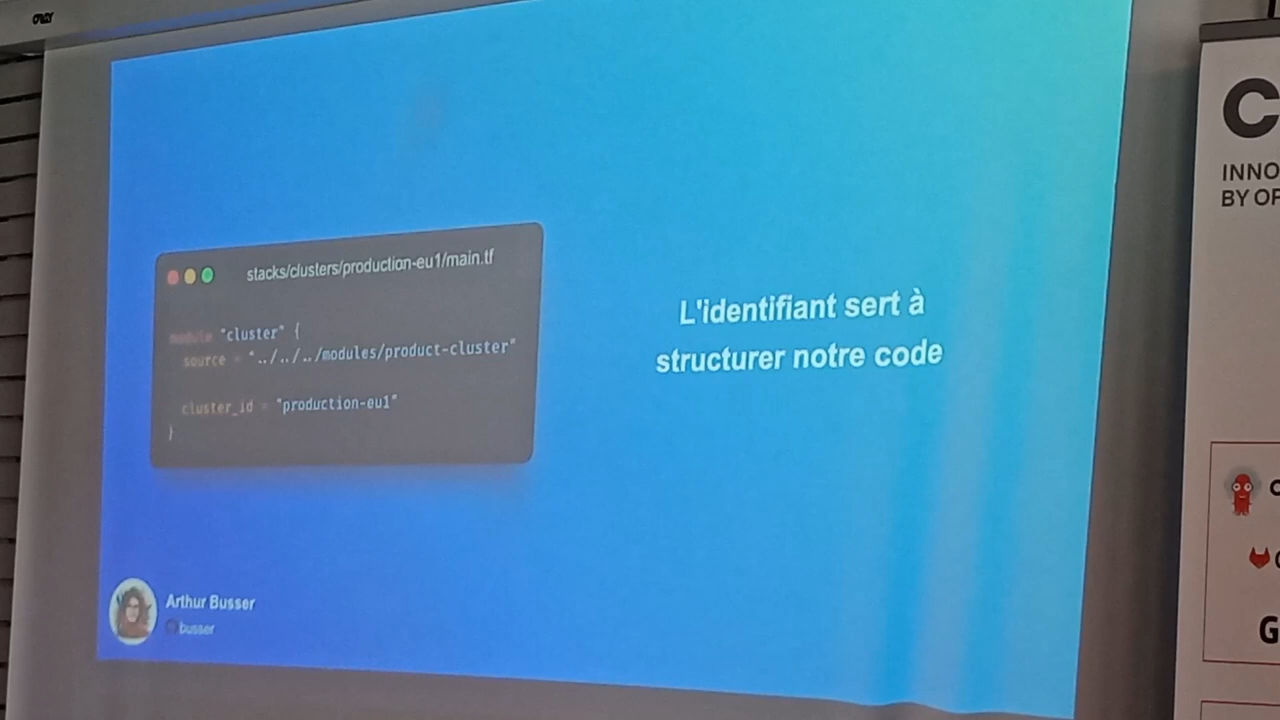 stacks/clusters/production-eu1/main.tf
module "cluster" {
source = "../../../modules/product-cluster"
cluster_id = "production-eu1"
}
L'identifiant sert à
structurer notre code
Arthur Busser
busser
C
INNO
BY OP
G